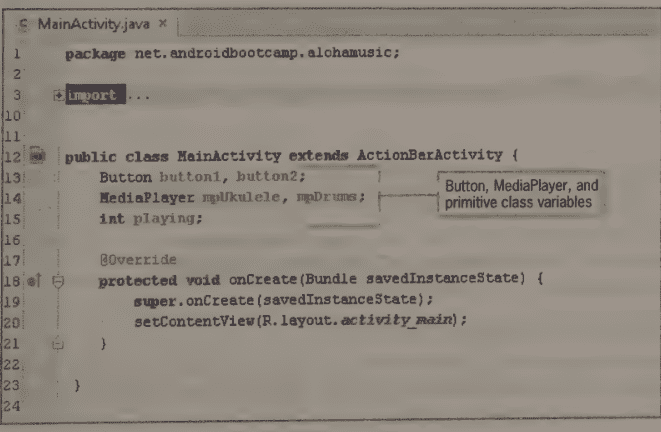 MainActivity.java ×
1 package net.androidbootcamp.alohamusic;
2
3 import ...
10
11
12 public class MainActivity extends ActionBarActivity {
13 Button button1, button2;
14 MediaPlayer mpUkulele, mpDrums;
15 int playing;
Button, MediaPlayer, and
primitive class variables
16
17 @Override
18 protected void onCreate(Bundle savedInstanceState) {
19 super.onCreate(savedInstanceState);
20 setContentView(R.layout.activity_main);
21 }
22
23 }
24